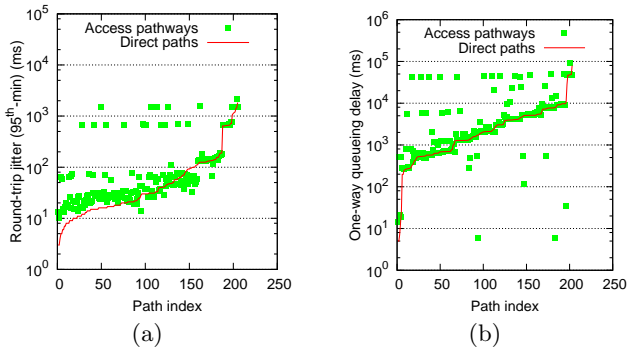 Access pathways
Direct paths
Round-trip jitter (95th-min) (ms)
10^5
10^4
10^3
10^2
10^1
10^0
0 50 100 150 200 250
Path index
(a)
Access pathways
Direct paths
One-way queueing delay (ms)
10^6
10^5
10^4
10^3
10^2
10^1
10^0
0 50 100 150 200 250
Path index
(b)